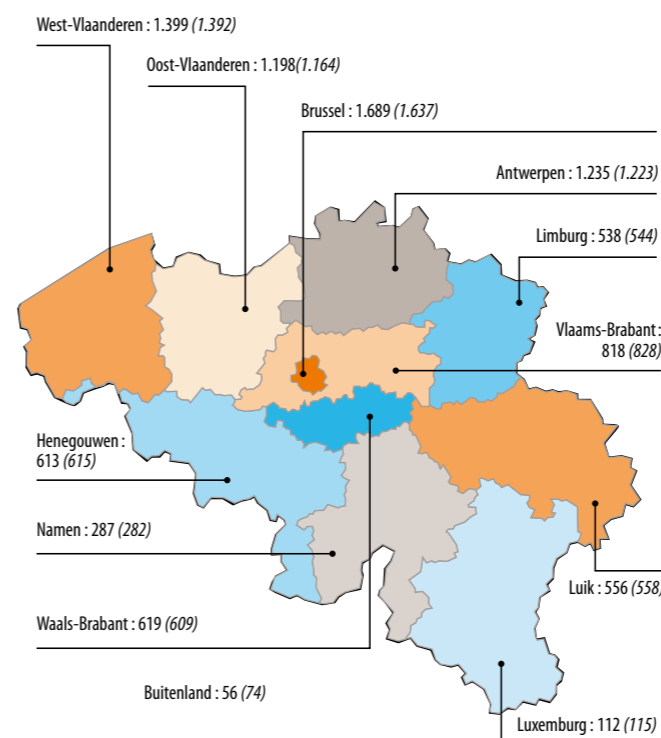 West-Vlaanderen : 1.399 (1.392)
Oost-Vlaanderen : 1.198(1.164)
Brussel : 1.689 (1.637)
Antwerpen : 1.235 (1.223)
Limburg : 538 (544)
Vlaams-Brabant :
818 (828)
Henegouwen :
613 (615)
Namen : 287 (282)
Luik : 556 (558)
Waals-Brabant : 619 (609)
Buitenland : 56 (74)
Luxemburg : 112 (115)